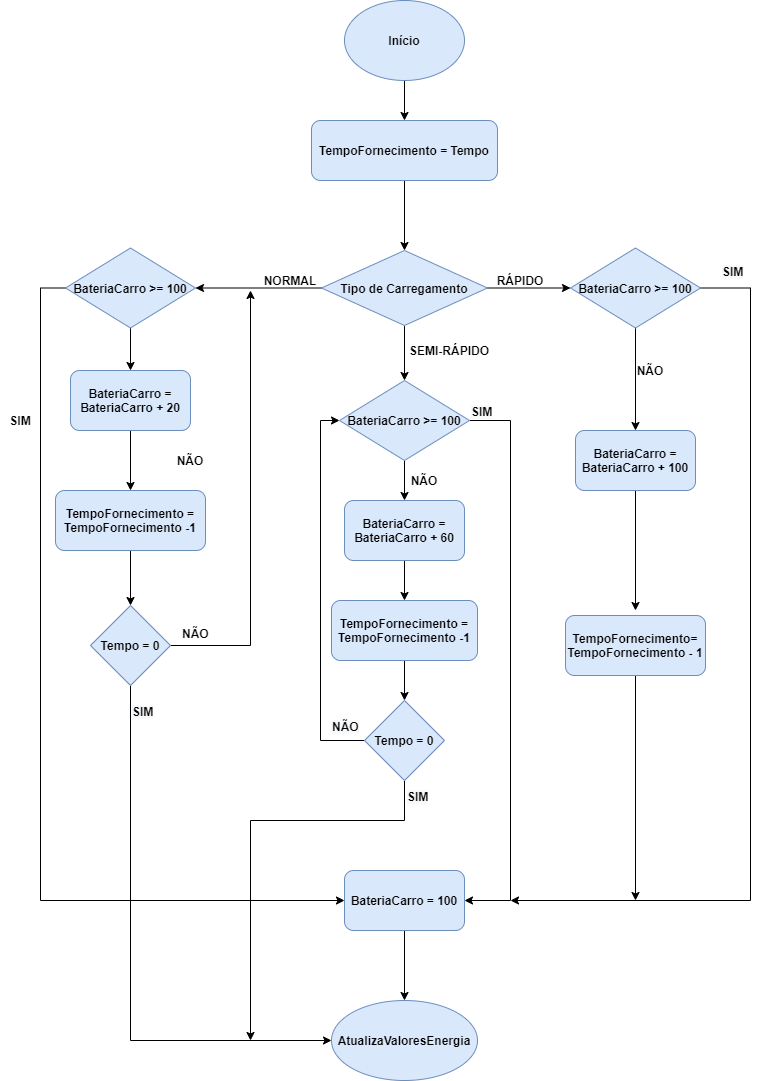 Início
TempoFornecimento = Tempo
SIM
NORMAL
RÁPIDO
BateriaCarro >= 100
Tipo de Carregamento
BateriaCarro >= 100
SEMI-RÁPIDO
NÃO
BateriaCarro =
BateriaCarro + 20
SIM
BateriaCarro >= 100
SIM
NÃO
BateriaCarro =
BateriaCarro + 100
NÃO
TempoFornecimento =
TempoFornecimento -1
BateriaCarro =
BateriaCarro + 60
TempoFornecimento =
TempoFornecimento -1
NÃO
Tempo = 0
TempoFornecimento=
TempoFornecimento - 1
SIM
NÃO
Tempo = 0
SIM
BateriaCarro = 100
AtualizaValoresEnergia